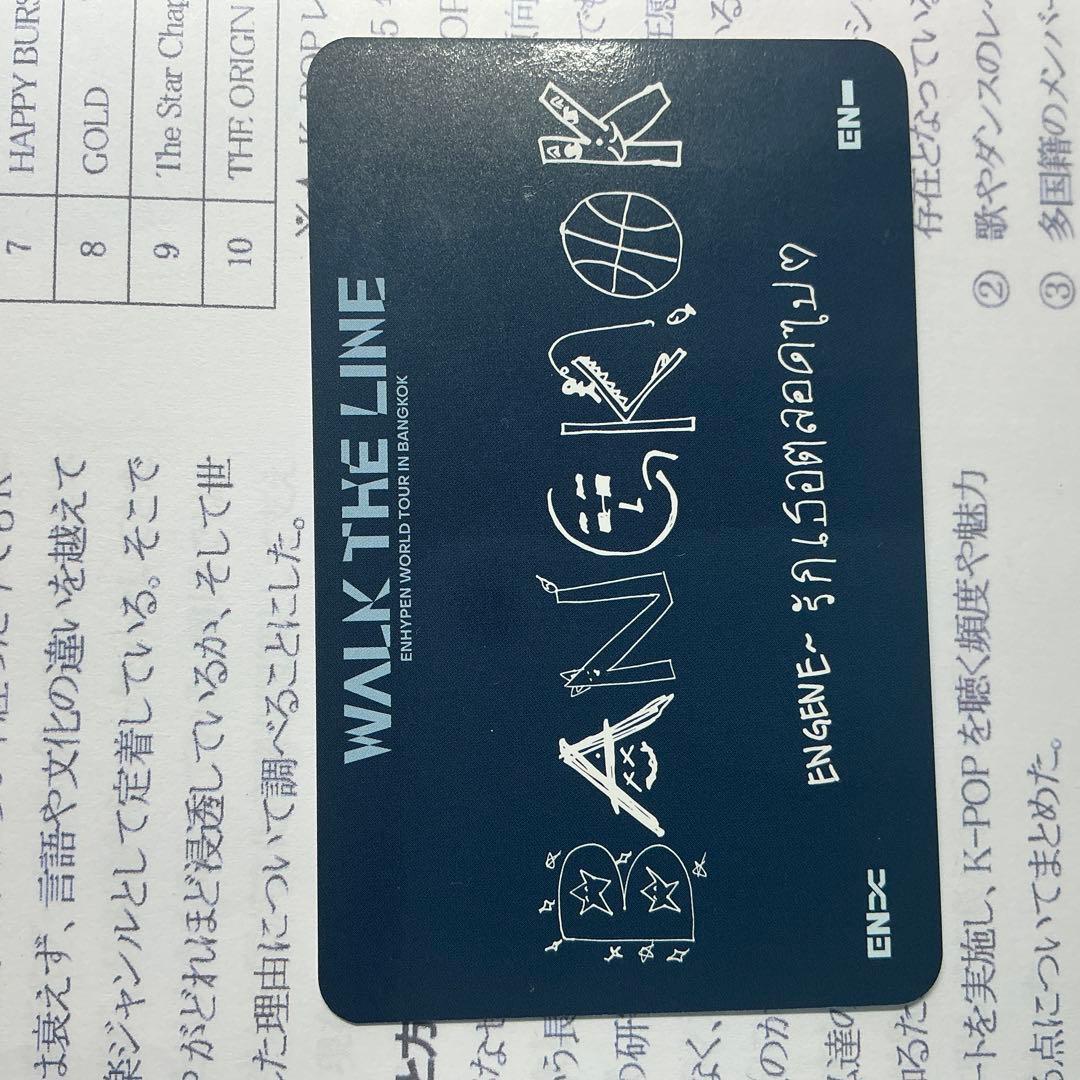 は衰えず、言語や文化の違いを越えて
楽ジャンルとして定着している。そこで
がどれほど浸透しているか、そして世
した理由について調べることにした。
7 HAPPY BURS
8 GOLD
9 The Star Chap
10 THE ORIGN
WALK THE LINE
ENHYPEN WORLD TOUR IN BANGKOK
BANGKOK
ENGENE~ รักเธอตลอดไป♡
EN- EN-
存在となってい
② 歌やダンスのレ
③ 多国籍のメンバー
ートを実施し、K-POPを聴く頻度や魅力
点についてまとめた。